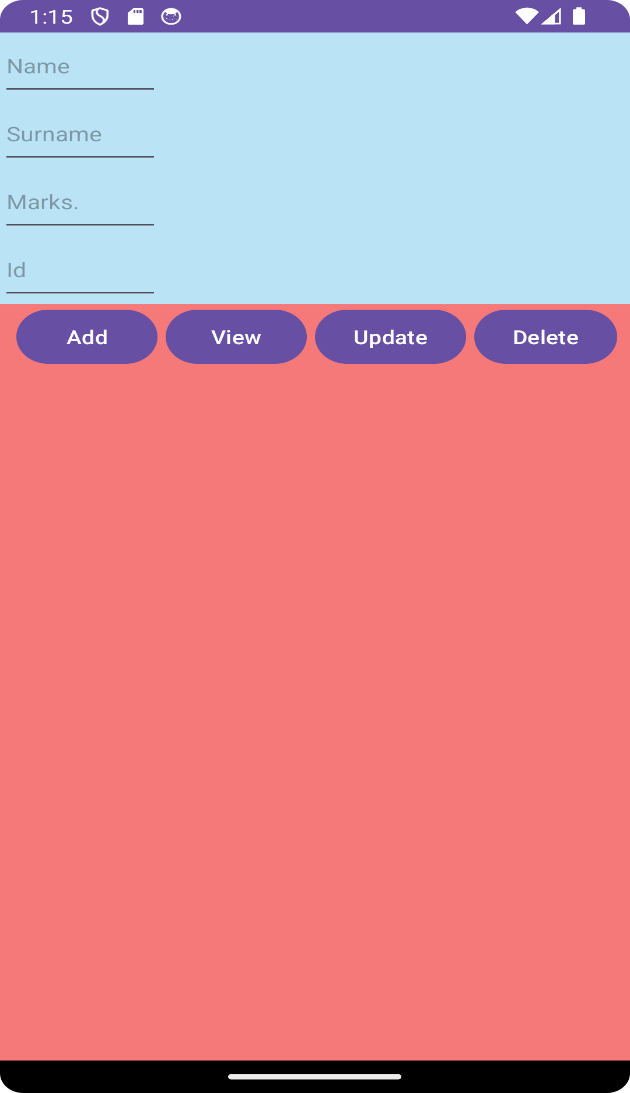 1:15
Name
Surname
Marks.
Id
Add View Update Delete